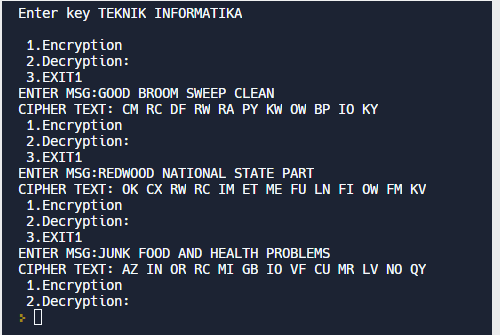 Enter key TEKNIK INFORMATIKA
1.Encryption
2.Decryption:
3.EXIT1
ENTER MSG:GOOD BROOM SWEEP CLEAN
CIPHER TEXT: CM RC DF RW RA PY KW OW BP IO KY
1.Encryption
2.Decryption:
3.EXIT1
ENTER MSG:REDWOOD NATIONAL STATE PART
CIPHER TEXT: OK CX RW RC IM ET ME FU LN FI OW FM KV
1.Encryption
2.Decryption:
3.EXIT1
ENTER MSG:JUNK FOOD AND HEALTH PROBLEMS
CIPHER TEXT: AZ IN OR RC MI GB IO VF CU MR LV NO QY
1.Encryption
2.Decryption: